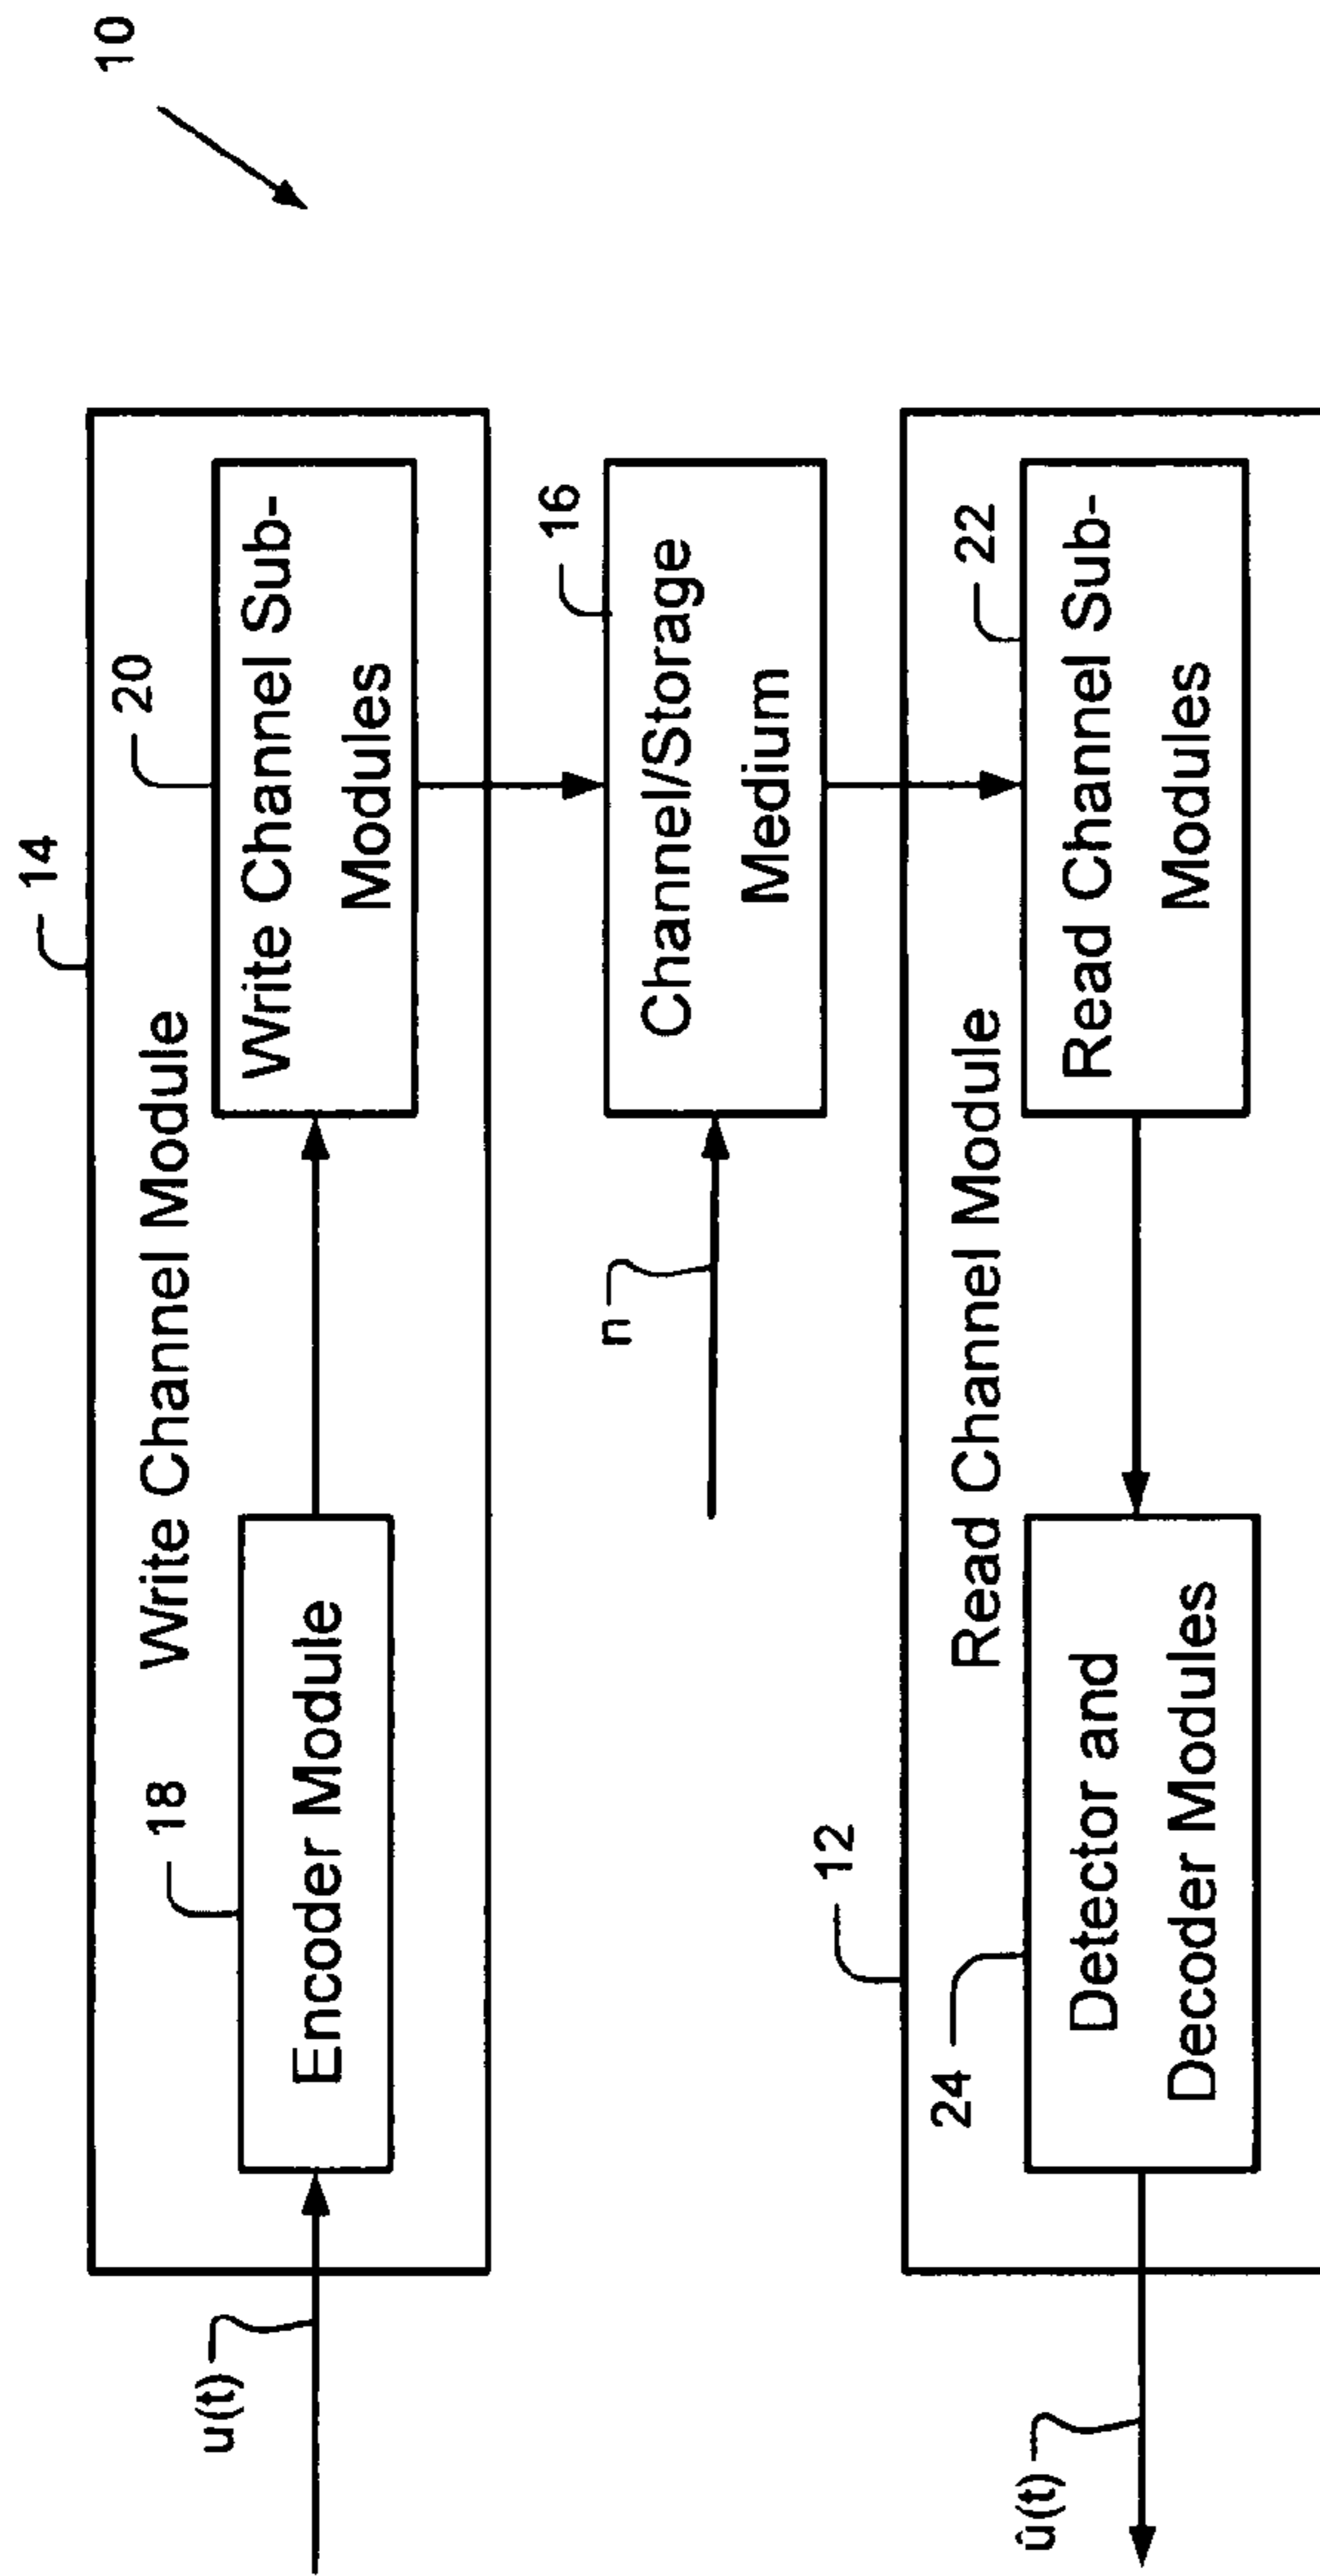 10
14
Write Channel Module
18
20
u(t)
Encoder Module
Write Channel Sub-
Modules
16
n
Channel/Storage
Medium
12
Read Channel Module
24
22
û(t)
Detector and
Decoder Modules
Read Channel Sub-
Modules